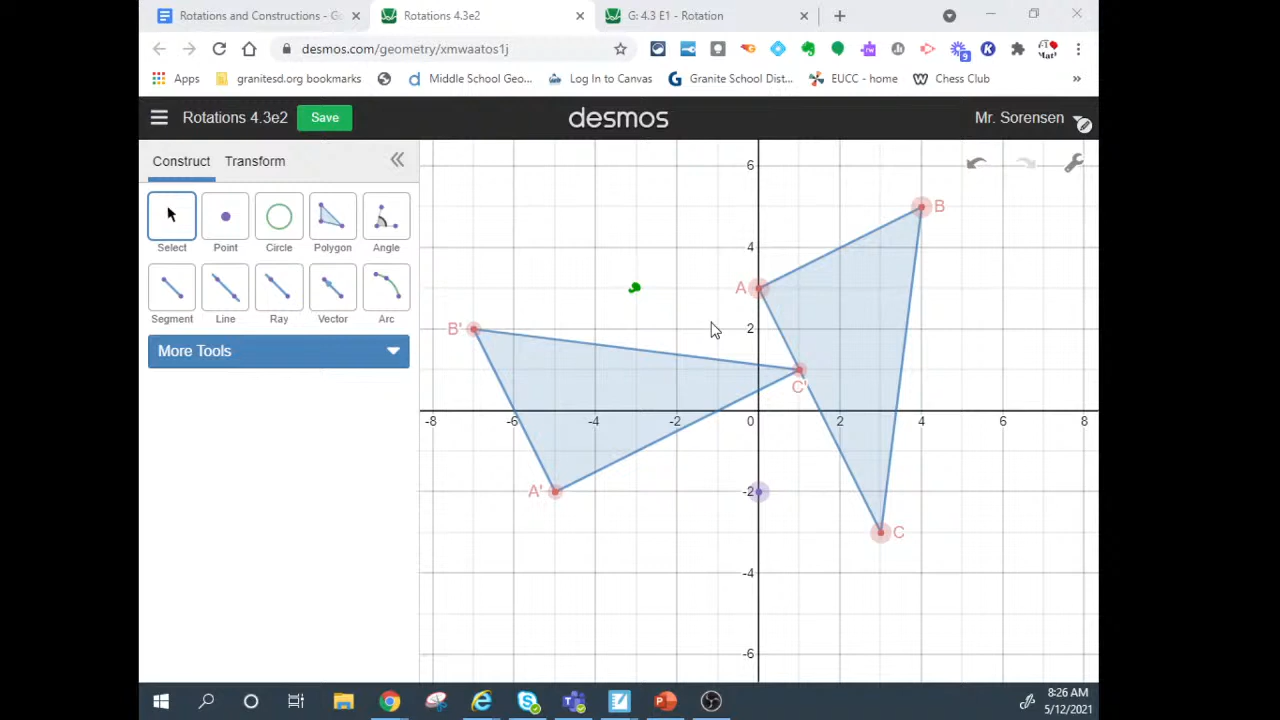 Rotations and Constructions - Go
Rotations 4.3e2
G: 4.3 E1 - Rotation
desmos.com/geometry/xmwaatos1j
Apps
granitesd.org bookmarks
Middle School Geo...
Log In to Canvas
Granite School Dist...
EUCC - home
Chess Club
»
Rotations 4.3e2
Save
desmos
Mr. Sorensen
Construct
Transform
Select
Point
Circle
Polygon
Angle
Segment
Line
Ray
Vector
Arc
More Tools
6
B
4
A
B'
2
C'
-8
-6
-4
-2
0
2
4
6
8
A'
-2
C
-4
-6
8:26 AM
5/12/2021